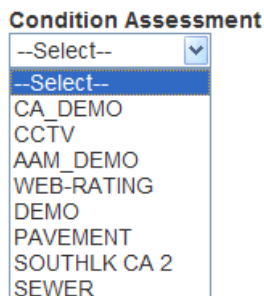 Condition Assessment
--Select--
--Select--
CA_DEMO
CCTV
AAM_DEMO
WEB-RATING
DEMO
PAVEMENT
SOUTHLK CA 2
SEWER